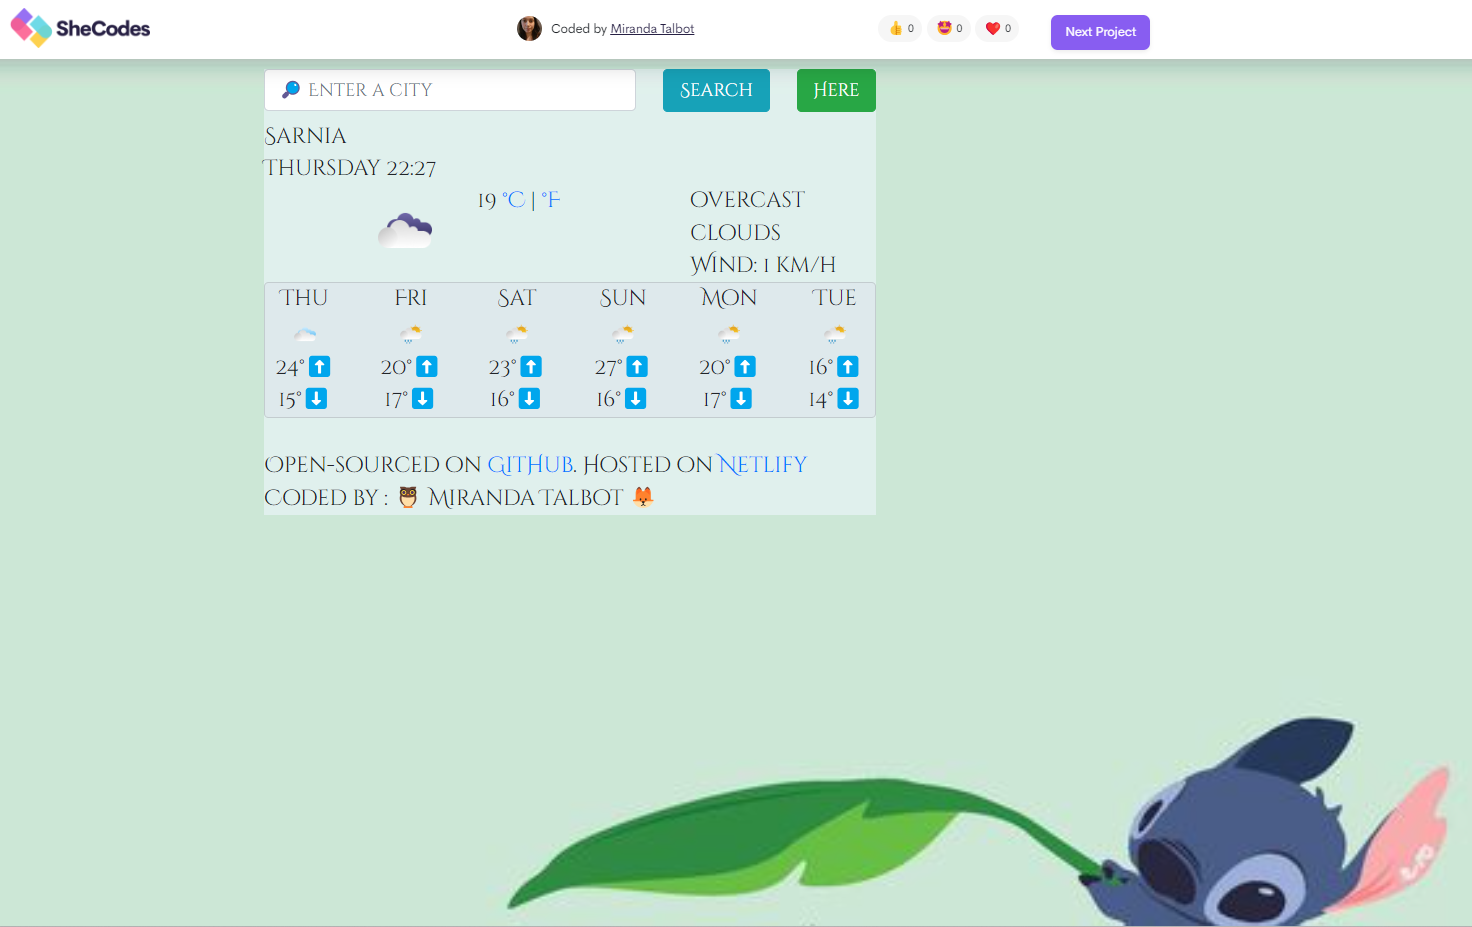 SheCodes
Coded by Miranda Talbot
👍 0 🤩 0 ❤️ 0
Next Project
🔎 Enter a city
Search
Here
Sarnia
Thursday 22:27
19 °C | °F
overcast
clouds
Wind: 1 km/h
Thu Fri Sat Sun Mon Tue
24°⬆️ 20°⬆️ 23°⬆️ 27°⬆️ 20°⬆️ 16°⬆️
15°⬇️ 17°⬇️ 16°⬇️ 16°⬇️ 17°⬇️ 14°⬇️
Open-sourced on GitHub. Hosted on Netlify
Coded by : 🦉 Miranda Talbot 🦊